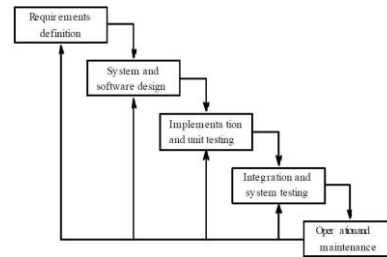 Requirements
definition
System and
software design
Implementa tion
and unit testing
Integration and
system testing
Oper ationand
maintenance